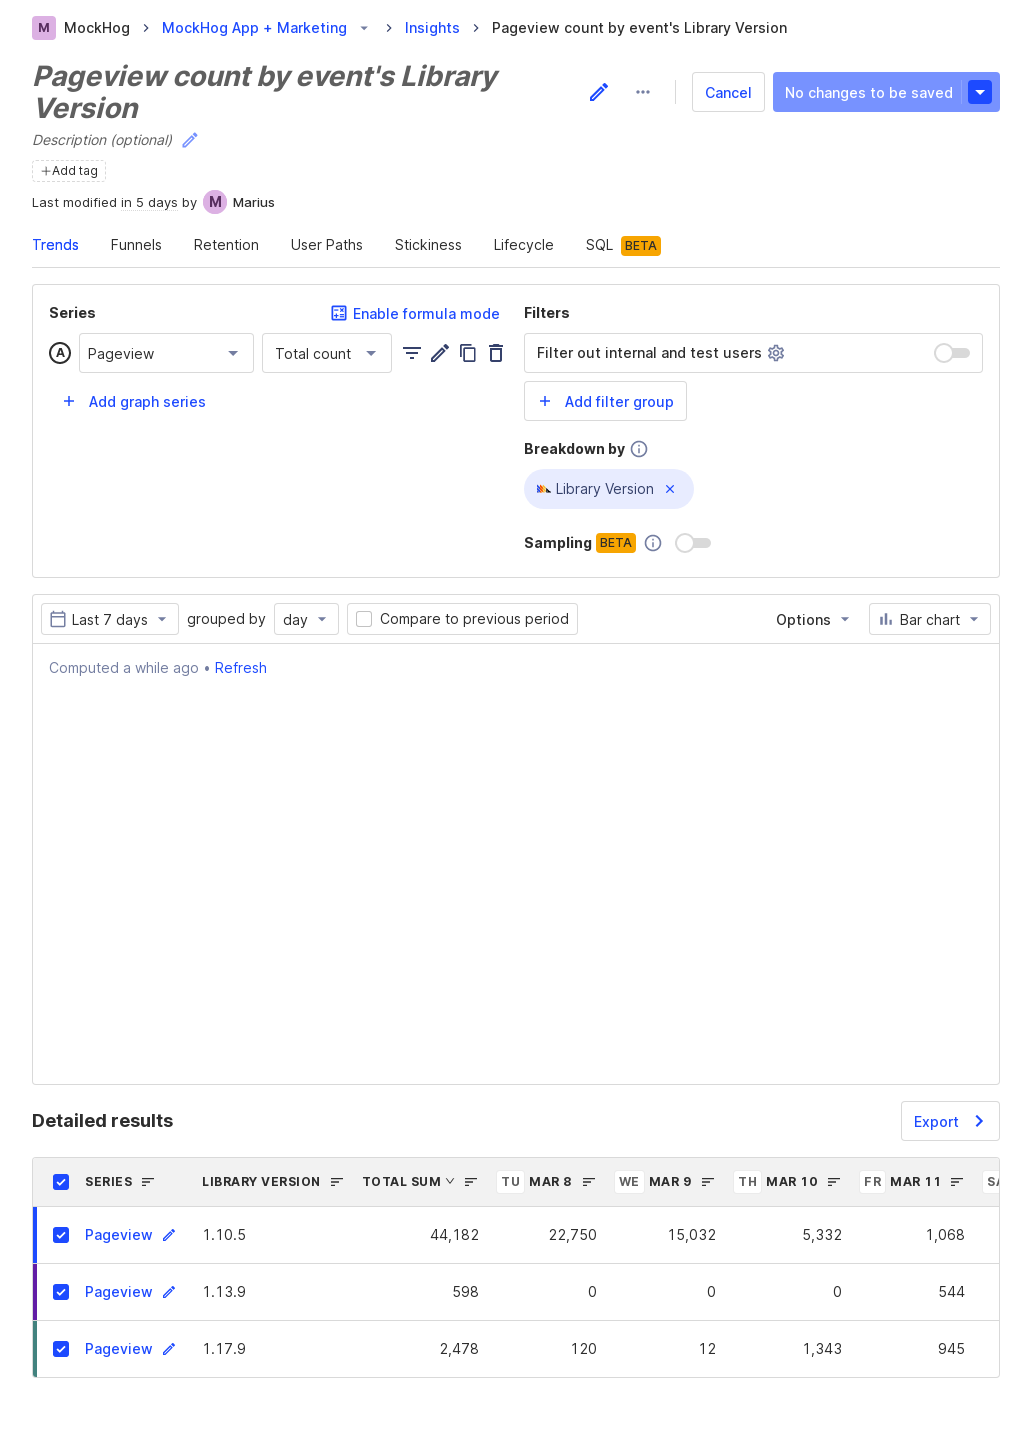 M MockHog MockHog App + Marketing Insights Pageview count by event's Library Version
Pageview count by event's Library
Version
Cancel No changes to be saved
Description (optional)
Add tag
Last modified in 5 days by M Marius
Trends Funnels Retention User Paths Stickiness Lifecycle SQL BETA
Series Enable formula mode
A Pageview Total count
Add graph series
Filters
Filter out internal and test users
Add filter group
Breakdown by
Library Version
Sampling BETA
Last 7 days grouped by day Compare to previous period Options Bar chart
Computed a while ago • Refresh
Detailed results Export
SERIES LIBRARY VERSION TOTAL SUM TU MAR 8 WE MAR 9 TH MAR 10 FR MAR 11 SA
Pageview 1.10.5 44,182 22,750 15,032 5,332 1,068
Pageview 1.13.9 598 0 0 0 544
Pageview 1.17.9 2,478 120 12 1,343 945